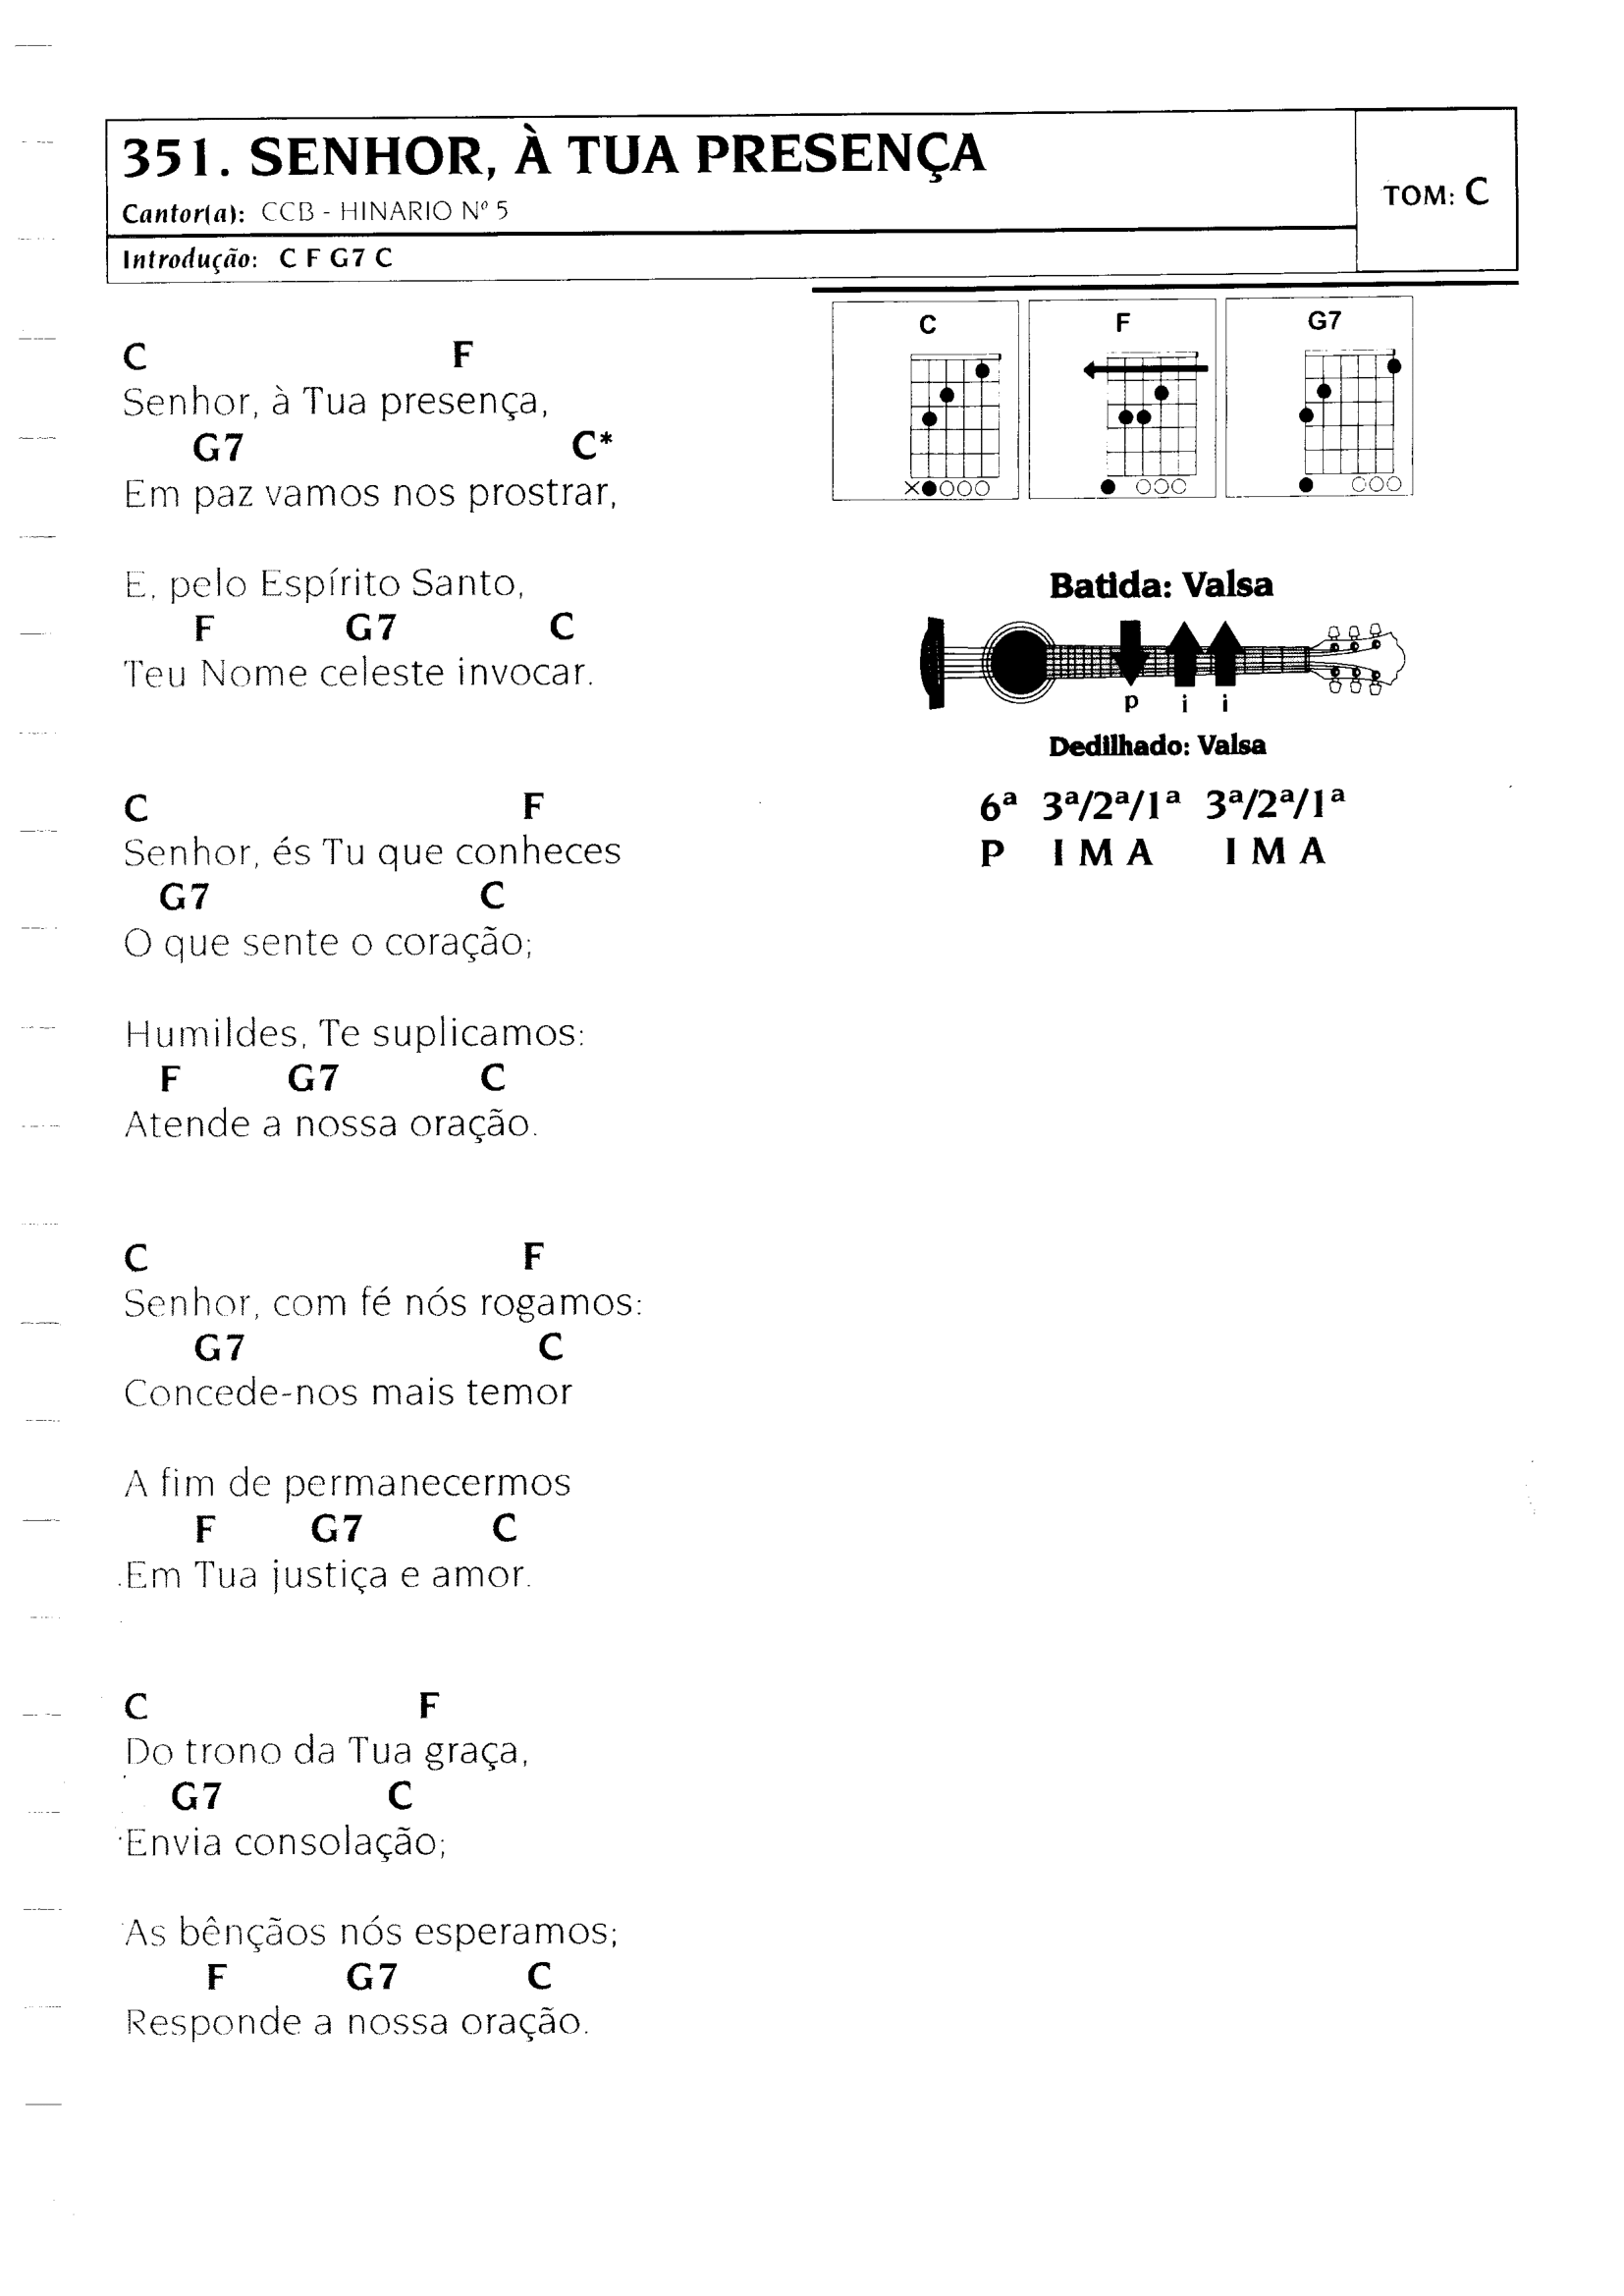 351. SENHOR, À TUA PRESENÇA
Cantor(a): CCB - HINARIO Nº 5
TOM: C
Introdução: C F G7 C
C F
Senhor, à Tua presença,
G7 C*
Em paz vamos nos prostrar,
E, pelo Espírito Santo,
F G7 C
Teu Nome celeste invocar.
C F
Senhor, és Tu que conheces
G7 C
O que sente o coração;
Humildes, Te suplicamos:
F G7 C
Atende a nossa oração.
C F
Senhor, com fé nós rogamos:
G7 C
Concede-nos mais temor
A fim de permanecermos
F G7 C
Em Tua justiça e amor.
C F
Do trono da Tua graça,
G7 C
Envia consolação;
As bênçãos nós esperamos;
F G7 C
Responde a nossa oração.
C F G7
Batida: Valsa
p i i
Dedilhado: Valsa
6ª 3ª/2ª/1ª 3ª/2ª/1ª
P I M A I M A